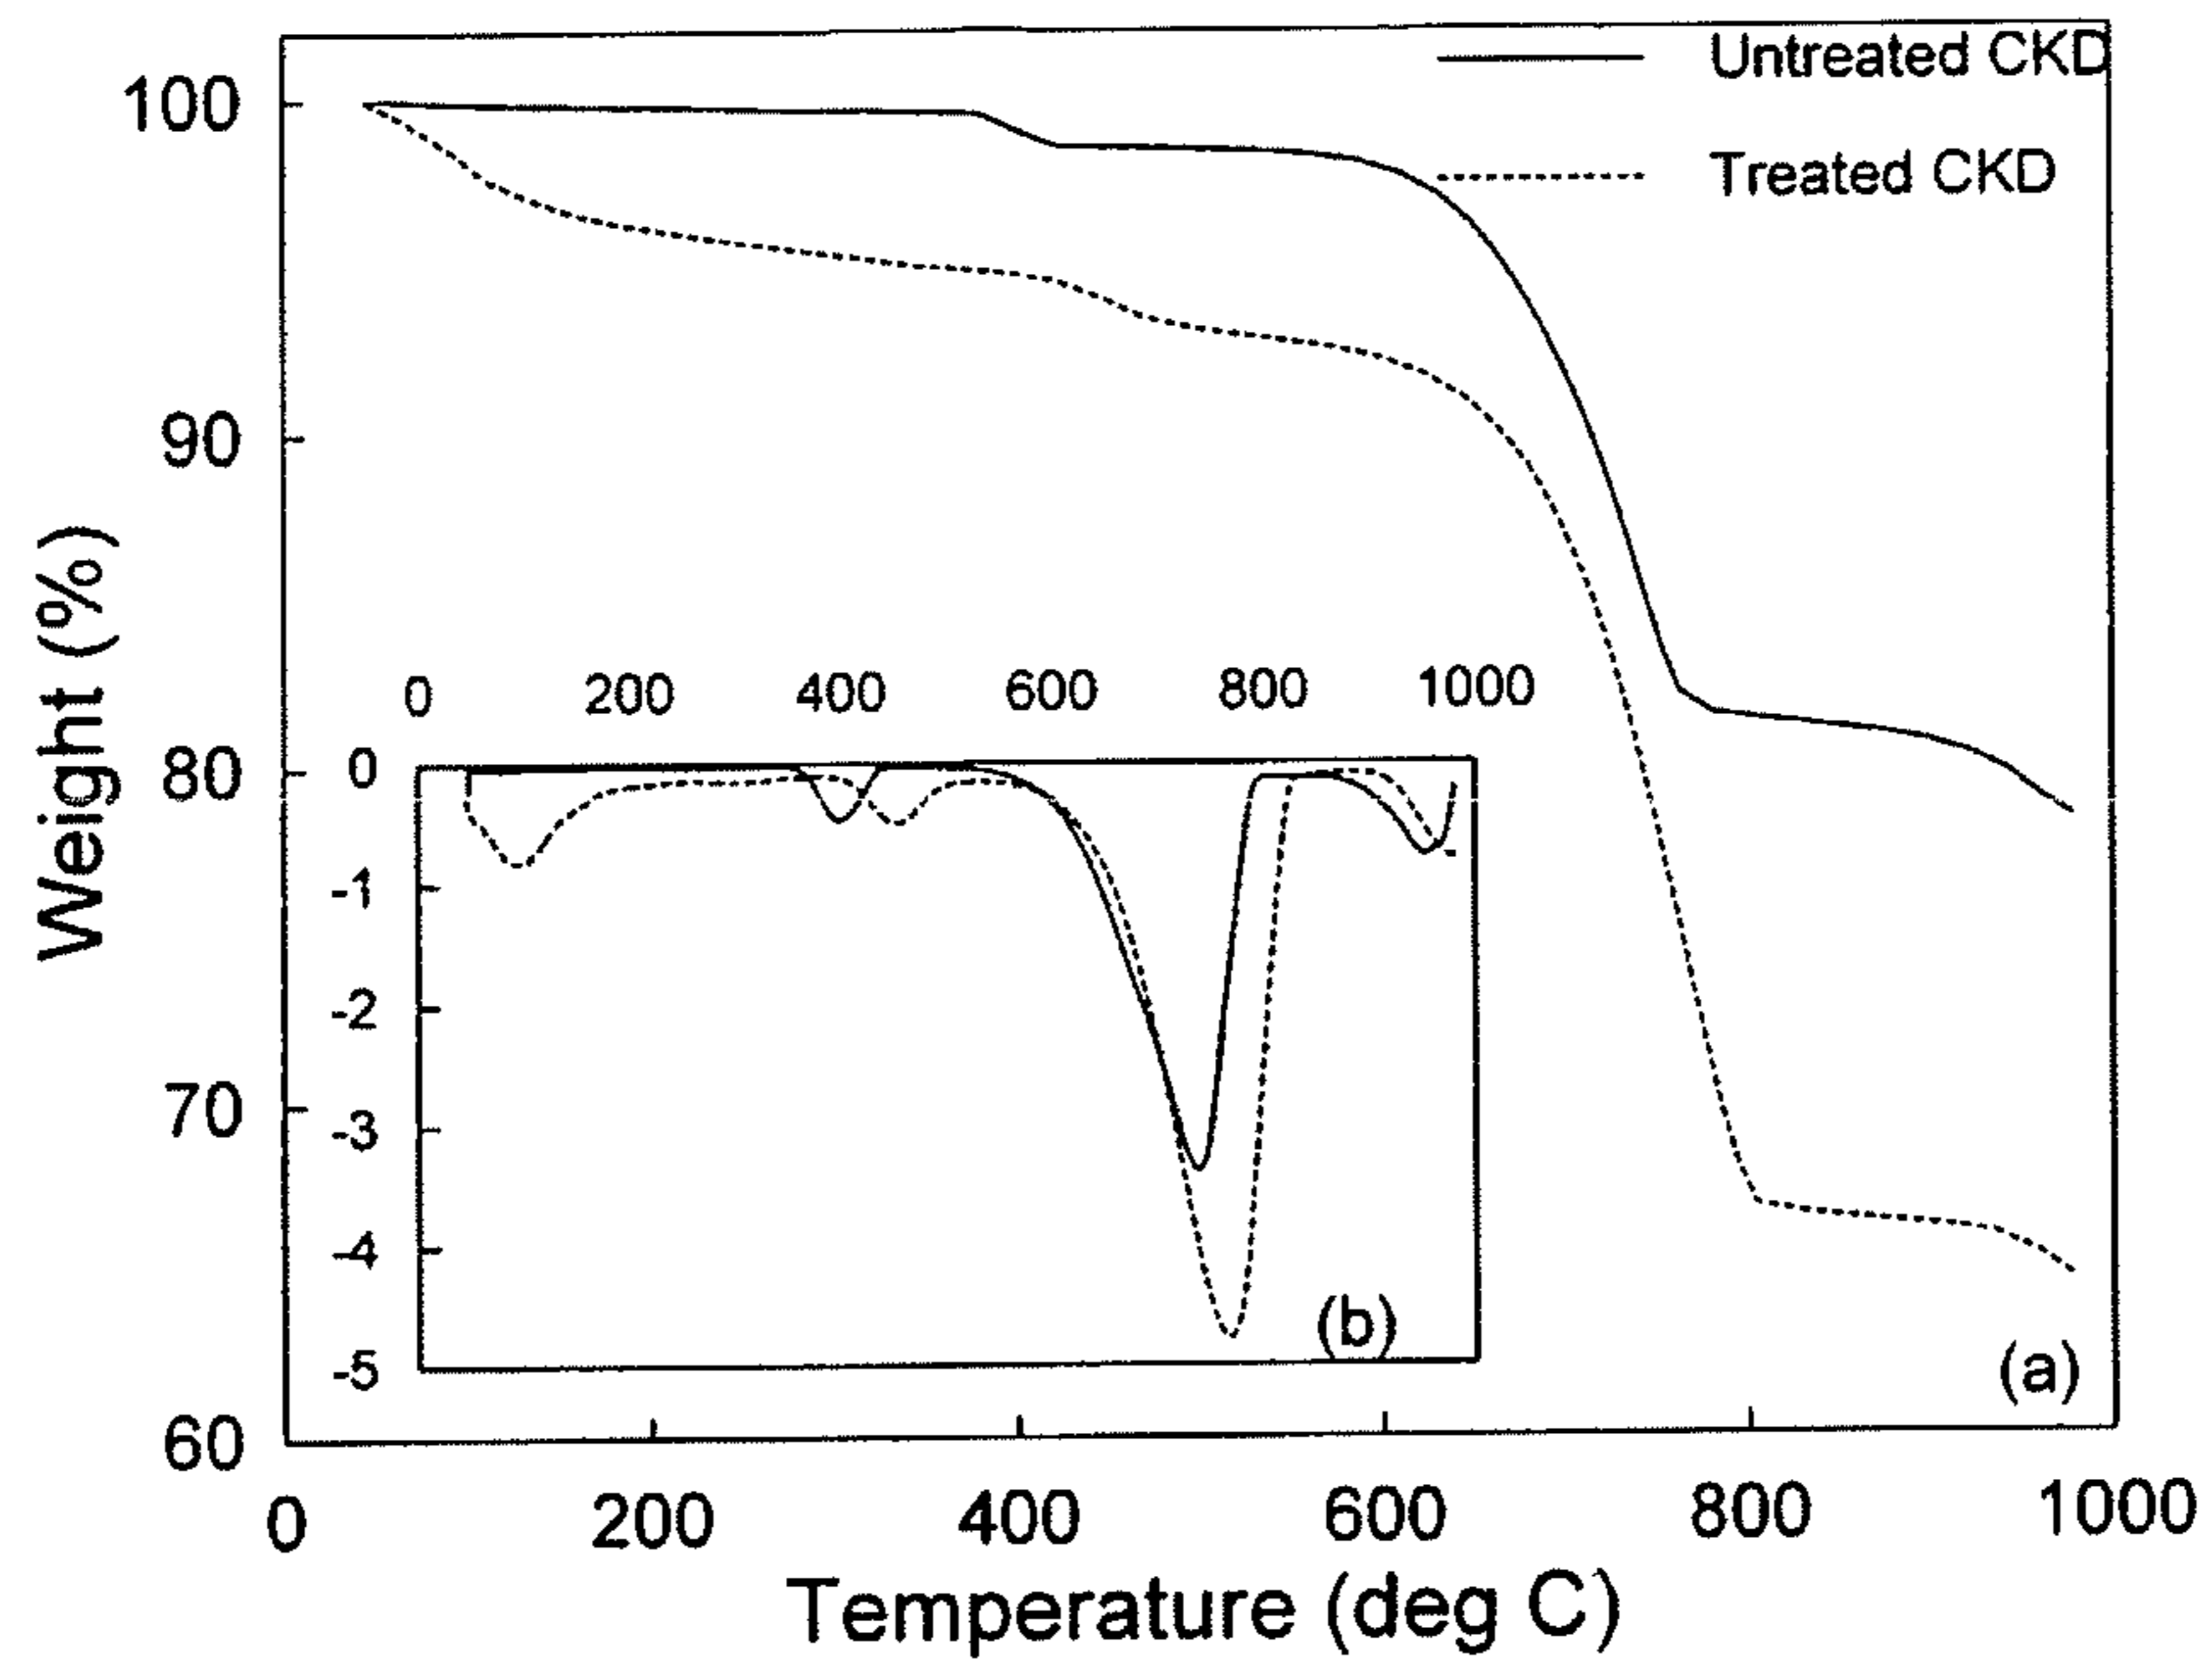 Untreated CKD
100
Treated CKD
90
Weight (%)
0 200 400 600 800 1000
80
0
-1
-2
70
-3
-4
(b)
-5
(a)
60
0 200 400 600 800 1000
Temperature (deg C)